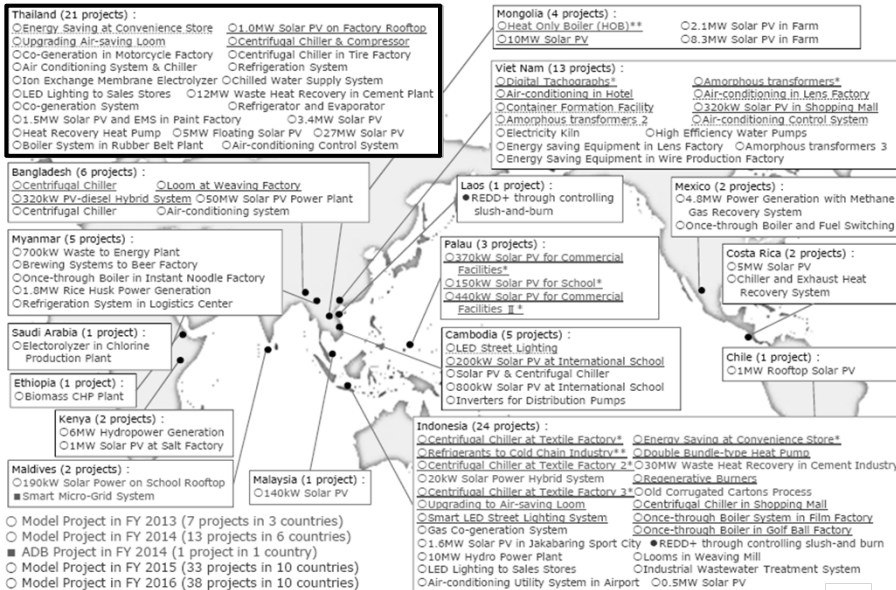 Thailand (21 projects) :
○Energy Saving at Convenience Store ○1.0MW Solar PV on Factory Rooftop
○Upgrading Air-saving Loom ○Centrifugal Chiller & Compressor
○Co-Generation in Motorcycle Factory ○Centrifugal Chiller in Tire Factory
○Air Conditioning System & Chiller ○Refrigeration System
○Ion Exchange Membrane Electrolyzer ○Chilled Water Supply System
○LED Lighting to Sales Stores ○12MW Waste Heat Recovery in Cement Plant
○Co-generation System ○Refrigerator and Evaporator
○1.5MW Solar PV and EMS in Paint Factory ○3.4MW Solar PV
○Heat Recovery Heat Pump ○5MW Floating Solar PV ○27MW Solar PV
○Boiler System in Rubber Belt Plant ○Air-conditioning Control System
Mongolia (4 projects) :
○Heat Only Boiler (HOB)** ○2.1MW Solar PV in Farm
○10MW Solar PV ○8.3MW Solar PV in Farm
Viet Nam (13 projects) :
○Digital Tachographs* ○Amorphous transformers*
○Air-conditioning in Hotel ○Air-conditioning in Lens Factory
○Container Formation Facility ○320kW Solar PV in Shopping Mall
○Amorphous transformers 2 ○Air-conditioning Control System
○Electricity Kiln ○High Efficiency Water Pumps
○Energy saving Equipment in Lens Factory ○Amorphous transformers 3
○Energy Saving Equipment in Wire Production Factory
Bangladesh (6 projects) :
○Centrifugal Chiller ○Loom at Weaving Factory
○320kW PV-diesel Hybrid System ○50MW Solar PV Power Plant
○Centrifugal Chiller ○Air-conditioning system
Laos (1 project) :
●REDD+ through controlling
slush-and-burn
Mexico (2 projects) :
○4.8MW Power Generation with Methane
Gas Recovery System
○Once-through Boiler and Fuel Switching
Myanmar (5 projects) :
○700kW Waste to Energy Plant
○Brewing Systems to Beer Factory
○Once-through Boiler in Instant Noodle Factory
○1.8MW Rice Husk Power Generation
○Refrigeration System in Logistics Center
Palau (3 projects) :
○370kW Solar PV for Commercial
Facilities*
○150kW Solar PV for School*
○440kW Solar PV for Commercial
Facilities Ⅱ*
Costa Rica (2 projects) :
○5MW Solar PV
○Chiller and Exhaust Heat
Recovery System
Saudi Arabia (1 project) :
○Electorolyzer in Chlorine
Production Plant
Cambodia (5 projects) :
○LED Street Lighting
○200kW Solar PV at International School
○Solar PV & Centrifugal Chiller
○800kW Solar PV at International School
○Inverters for Distribution Pumps
Chile (1 project) :
○1MW Rooftop Solar PV
Ethiopia (1 project) :
○Biomass CHP Plant
Kenya (2 projects) :
○6MW Hydropower Generation
○1MW Solar PV at Salt Factory
Maldives (2 projects) :
○190kW Solar Power on School Rooftop
■Smart Micro-Grid System
Malaysia (1 project) :
○140kW Solar PV
Indonesia (24 projects) :
○Centrifugal Chiller at Textile Factory* ○Energy Saving at Convenience Store*
○Refrigerants to Cold Chain Industry** ○Double Bundle-type Heat Pump
○Centrifugal Chiller at Textile Factory 2* ○30MW Waste Heat Recovery in Cement Industry
○20kW Solar Power Hybrid System ○Regenerative Burners
○Centrifugal Chiller at Textile Factory 3* ○Old Corrugated Cartons Process
○Upgrading to Air-saving Loom ○Centrifugal Chiller in Shopping Mall
○Smart LED Street Lighting System ○Once-through Boiler System in Film Factory
○Gas Co-generation System ○Once-through Boiler in Golf Ball Factory
○1.6MW Solar PV in Jakabaring Sport City ●REDD+ through controlling slush-and burn
○10MW Hydro Power Plant ○Looms in Weaving Mill
○LED Lighting to Sales Stores ○Industrial Wastewater Treatment System
○Air-conditioning Utility System in Airport ○0.5MW Solar PV
○ Model Project in FY 2013 (7 projects in 3 countries)
○ Model Project in FY 2014 (13 projects in 6 countries)
■ ADB Project in FY 2014 (1 project in 1 country)
○ Model Project in FY 2015 (33 projects in 10 countries)
○ Model Project in FY 2016 (38 projects in 10 countries)